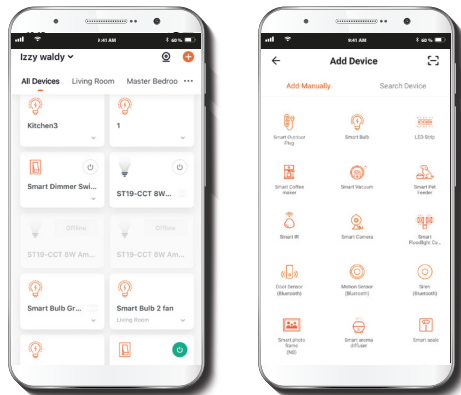 9:41 AM
60%
Izzy waldy
All Devices Living Room Master Bedroo ···
Kitchen3
1
Smart Dimmer Swi...
ST19-CCT 8W...
Offline
Offline
ST19-CCT 8W Am...
ST19-CCT 8W Am...
Smart Bulb Gr...
Smart Bulb 2 fan
Living Room
9:41 AM
60%
Add Device
Add Manually
Search Device
Smart Outdoor
Plug
Smart Bulb
LED Strip
Smart Coffee
maker
Smart Vacuum
Smart Pet
Feeder
Smart IR
Smart Camera
Smart
Floodlight Ca...
Door Sensor
(Bluetooth)
Motion Sensor
(Bluetooth)
Siren
(Bluetooth)
Smart photo
frame
Smart aroma
diffuser
Smart scale